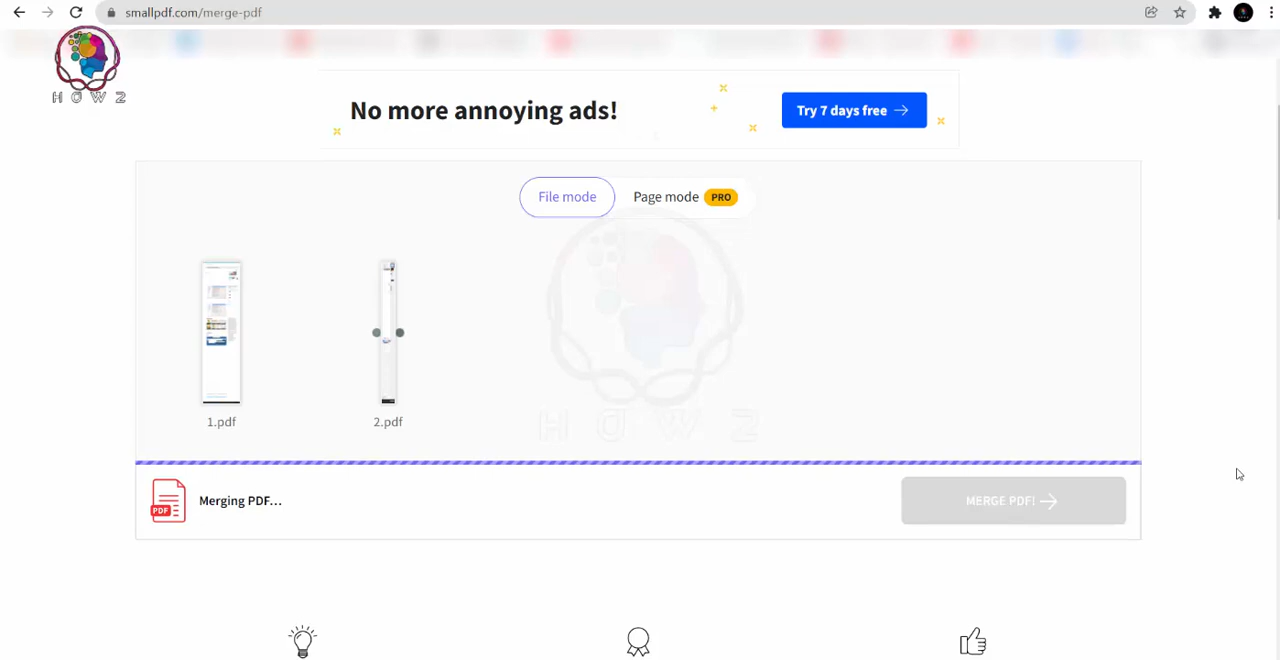 smallpdf.com/merge-pdf
H O W Z
No more annoying ads!
Try 7 days free
File mode
Page mode PRO
H O W Z
1.pdf
2.pdf
PDF
Merging PDF...
MERGE PDF!